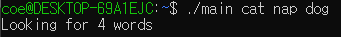 coe@DESKTOP-69A1EJC:~$ ./main cat nap dog
Looking for 4 words